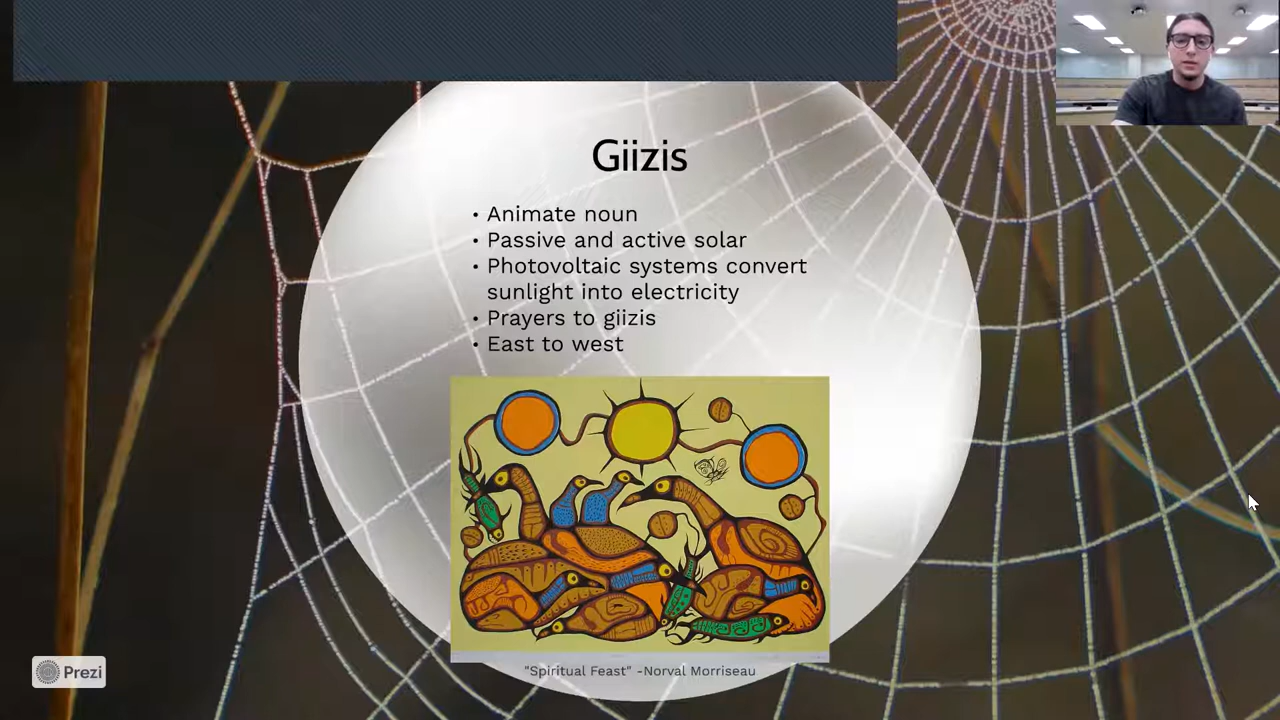 Giizis
• Animate noun
• Passive and active solar
• Photovoltaic systems convert
sunlight into electricity
• Prayers to giizis
• East to west
"Spiritual Feast" -Norval Morriseau
Prezi